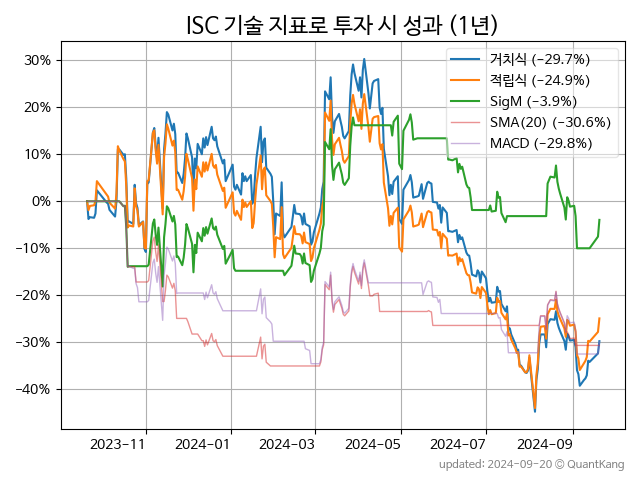 ISC 기술 지표로 투자 시 성과 (1년)
30%
20%
10%
0%
−10%
−20%
−30%
−40%
거치식 (−29.7%)
적립식 (−24.9%)
SigM (−3.9%)
SMA(20) (−30.6%)
MACD (−29.8%)
2023-11 2024-01 2024-03 2024-05 2024-07 2024-09
updated: 2024-09-20 @ QuantKang